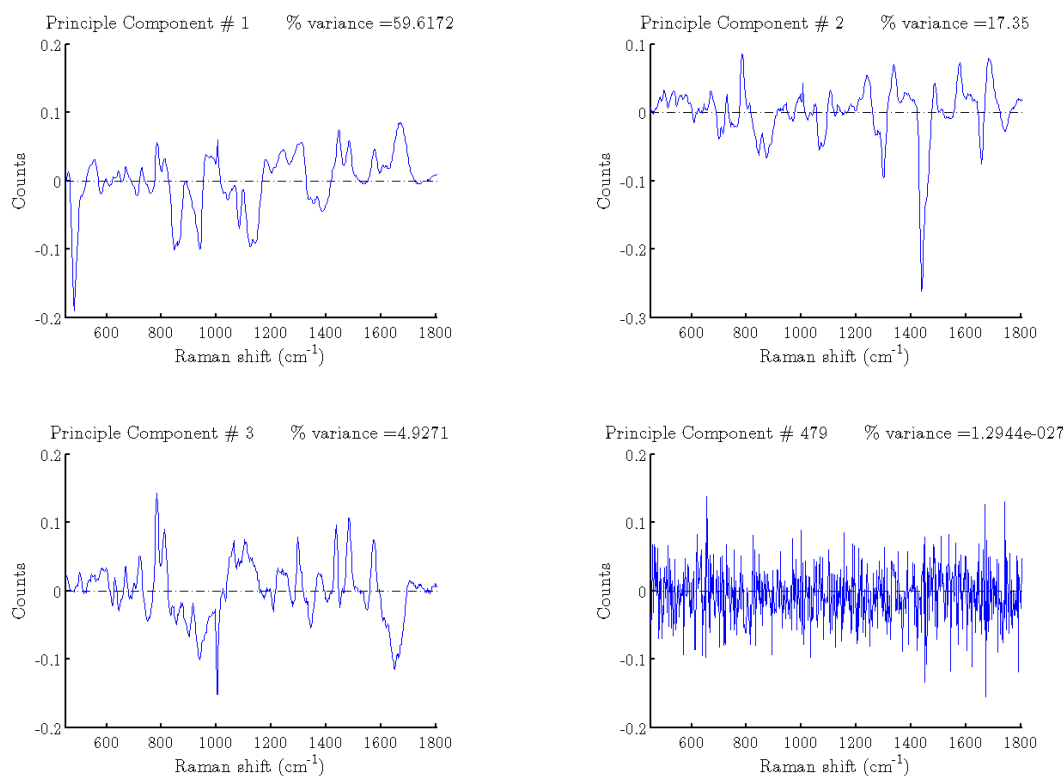 Principle Component # 1 % variance =59.6172
0.2
0.1
0
-0.1
-0.2
Counts
600 800 1000 1200 1400 1600 1800
Raman shift (cm-1)
Principle Component # 2 % variance =17.35
0.1
0
-0.1
-0.2
-0.3
Counts
600 800 1000 1200 1400 1600 1800
Raman shift (cm-1)
Principle Component # 3 % variance =4.9271
0.2
0.1
0
-0.1
-0.2
Counts
600 800 1000 1200 1400 1600 1800
Raman shift (cm-1)
Principle Component # 479 % variance =1.2944e-027
0.2
0.1
0
-0.1
-0.2
Counts
600 800 1000 1200 1400 1600 1800
Raman shift (cm-1)